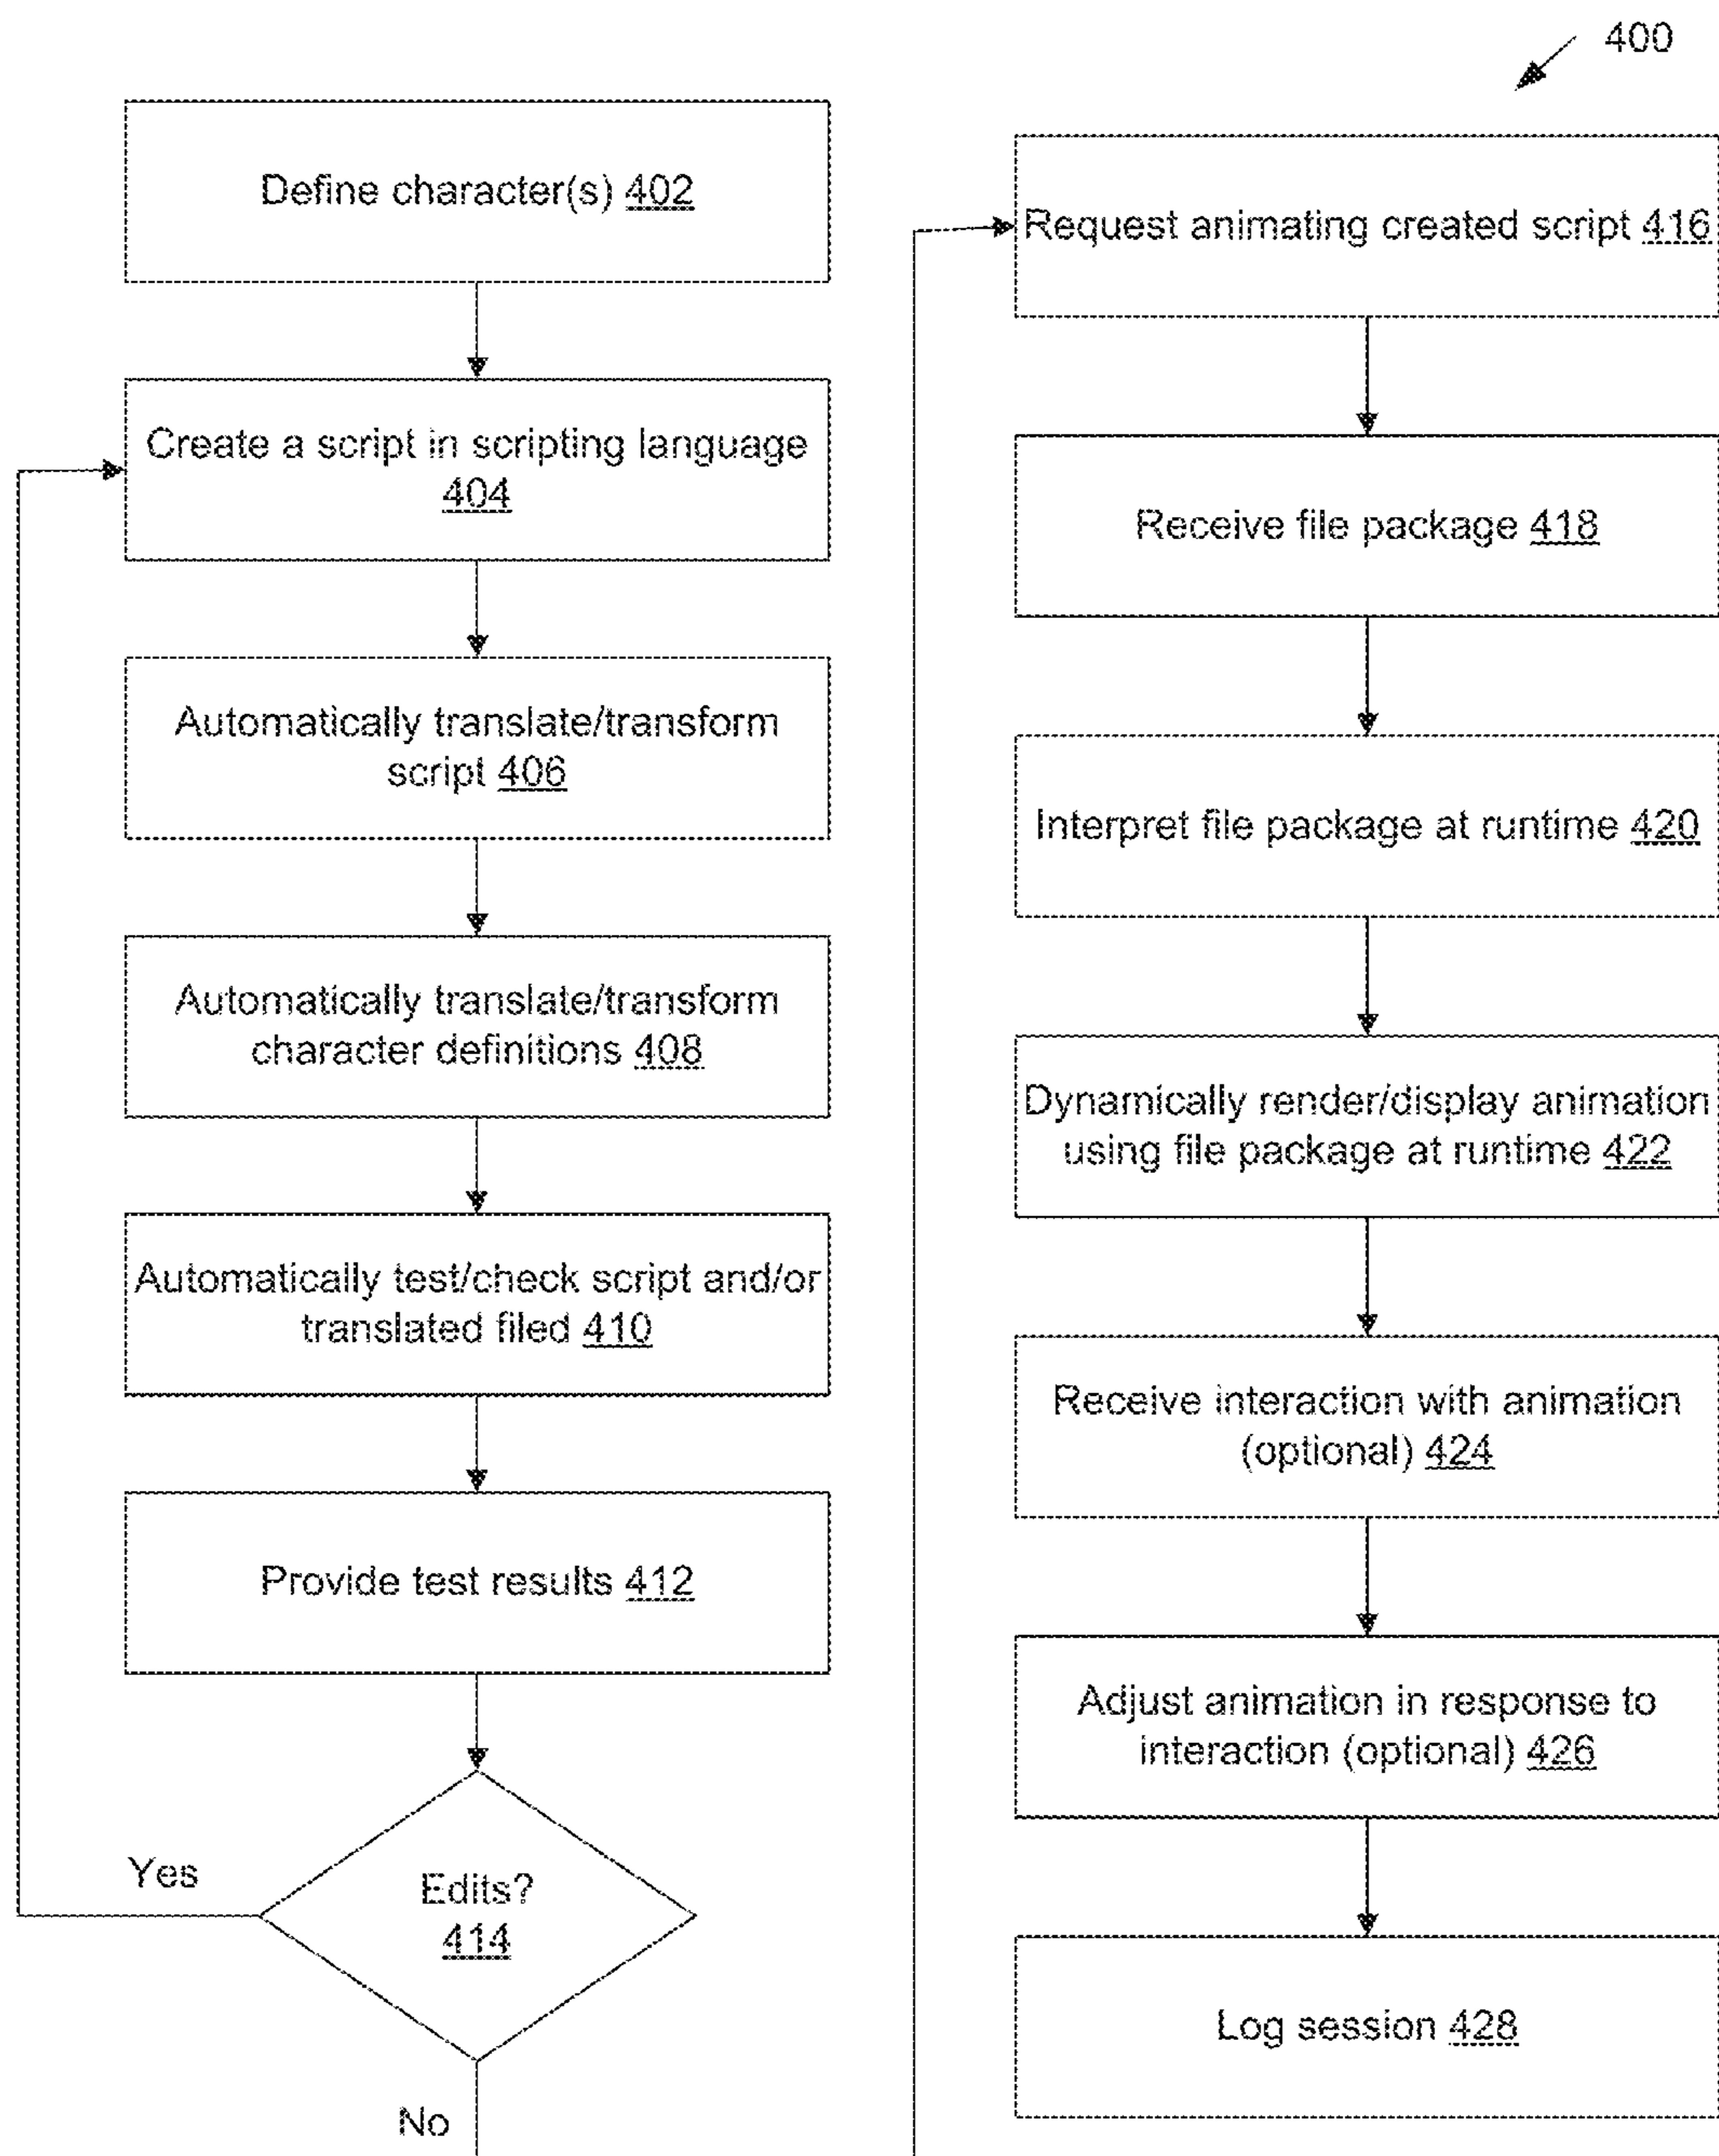 400
Define character(s) 402
Create a script in scripting language
404
Automatically translate/transform
script 406
Automatically translate/transform
character definitions 408
Automatically test/check script and/or
translated filed 410
Provide test results 412
Edits?
414
Yes
No
Request animating created script 416
Receive file package 418
Interpret file package at runtime 420
Dynamically render/display animation
using file package at runtime 422
Receive interaction with animation
(optional) 424
Adjust animation in response to
interaction (optional) 426
Log session 428